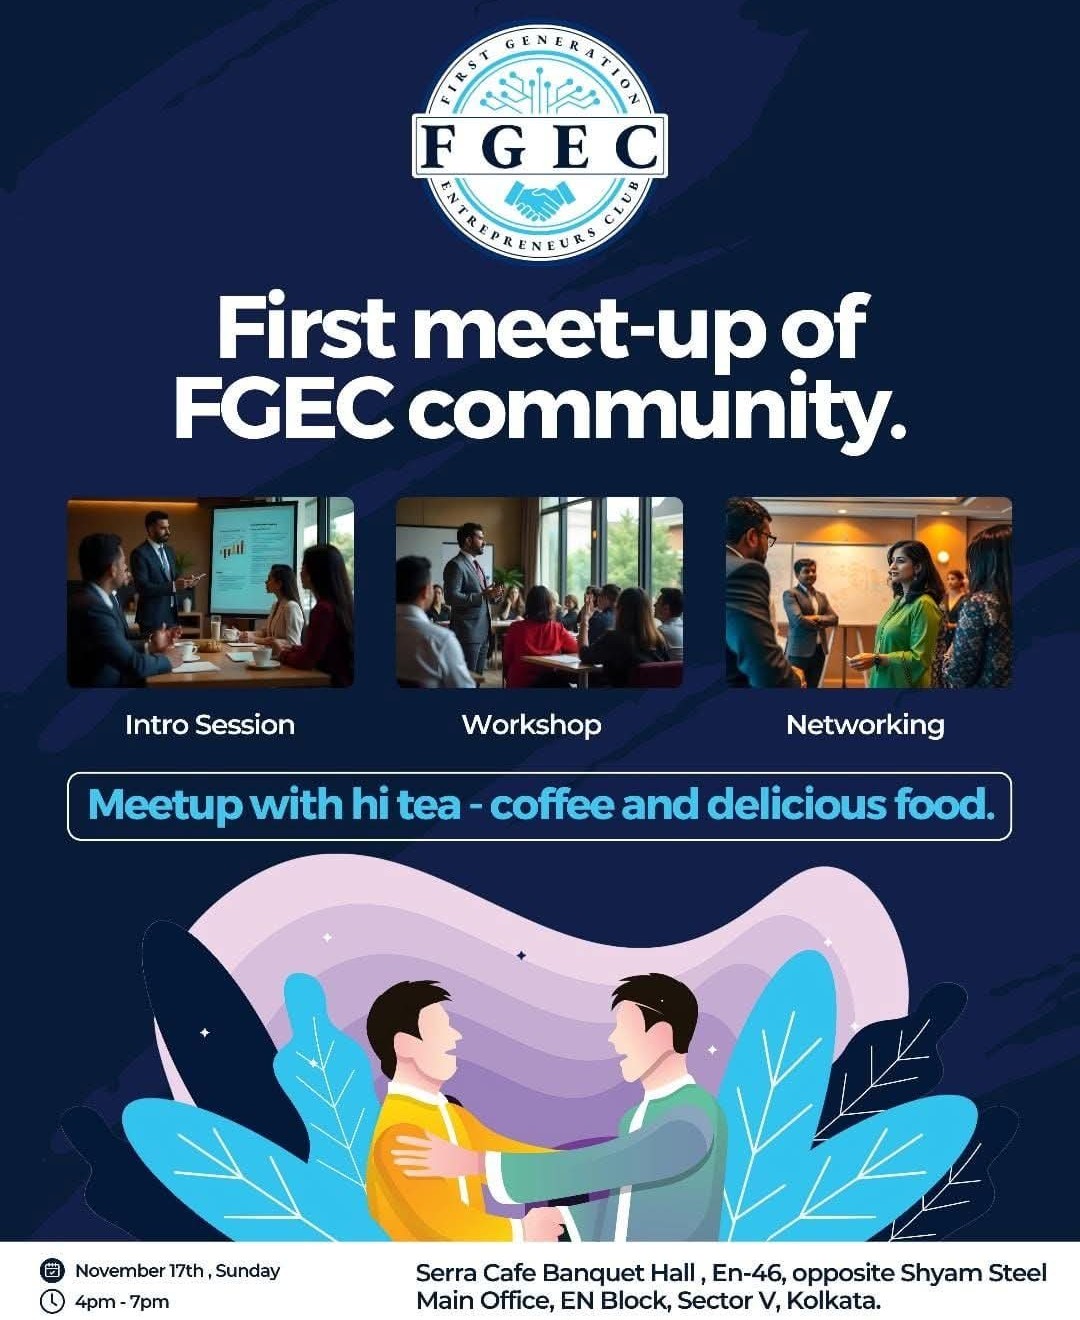 FIRST GENERATION
FGEC
ENTREPRENEURS CLUB
First meet-up of
FGEC community.
Intro Session
Workshop
Networking
Meetup with hi tea - coffee and delicious food.
November 17th , Sunday
4pm - 7pm
Serra Cafe Banquet Hall , En-46, opposite Shyam Steel
Main Office, EN Block, Sector V, Kolkata.